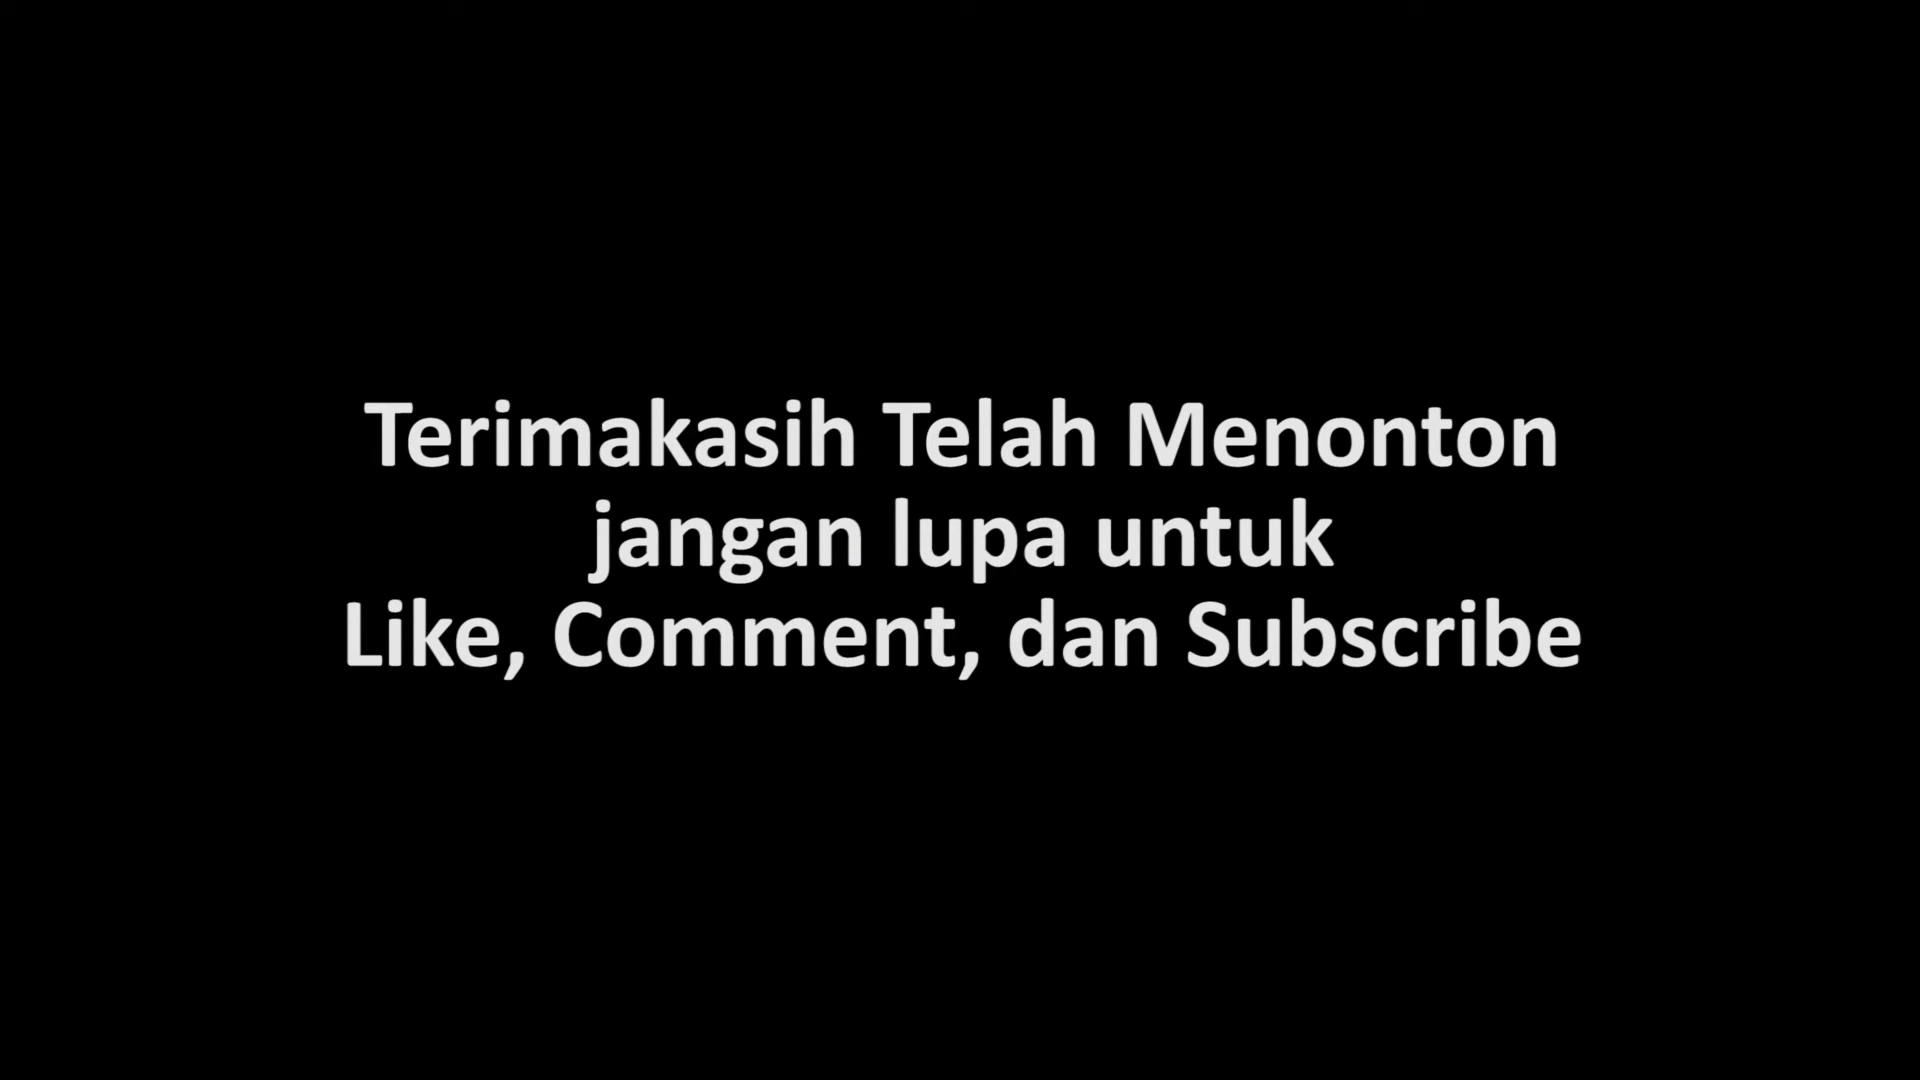 Terimakasih Telah Menonton
jangan lupa untuk
Like, Comment, dan Subscribe